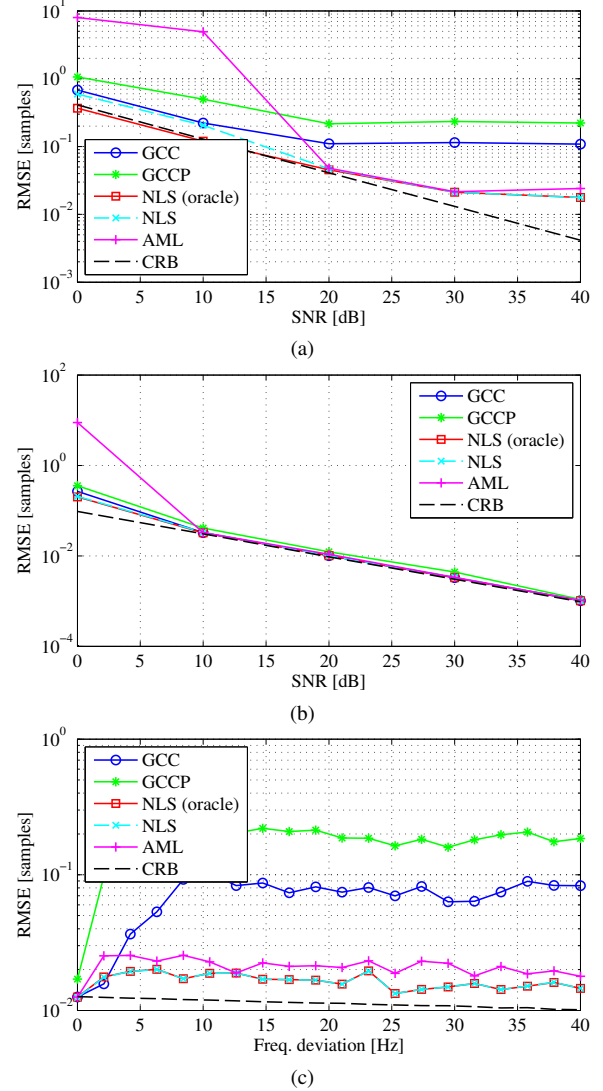 10^1
10^0
10^-1
10^-2
10^-3
RMSE [samples]
GCC
GCCP
NLS (oracle)
NLS
AML
CRB
0 5 10 15 20 25 30 35 40
SNR [dB]
(a)
10^2
10^0
10^-2
10^-4
RMSE [samples]
GCC
GCCP
NLS (oracle)
NLS
AML
CRB
0 5 10 15 20 25 30 35 40
SNR [dB]
(b)
10^0
10^-1
10^-2
RMSE [samples]
GCC
GCCP
NLS (oracle)
NLS
AML
CRB
0 5 10 15 20 25 30 35 40
Freq. deviation [Hz]
(c)